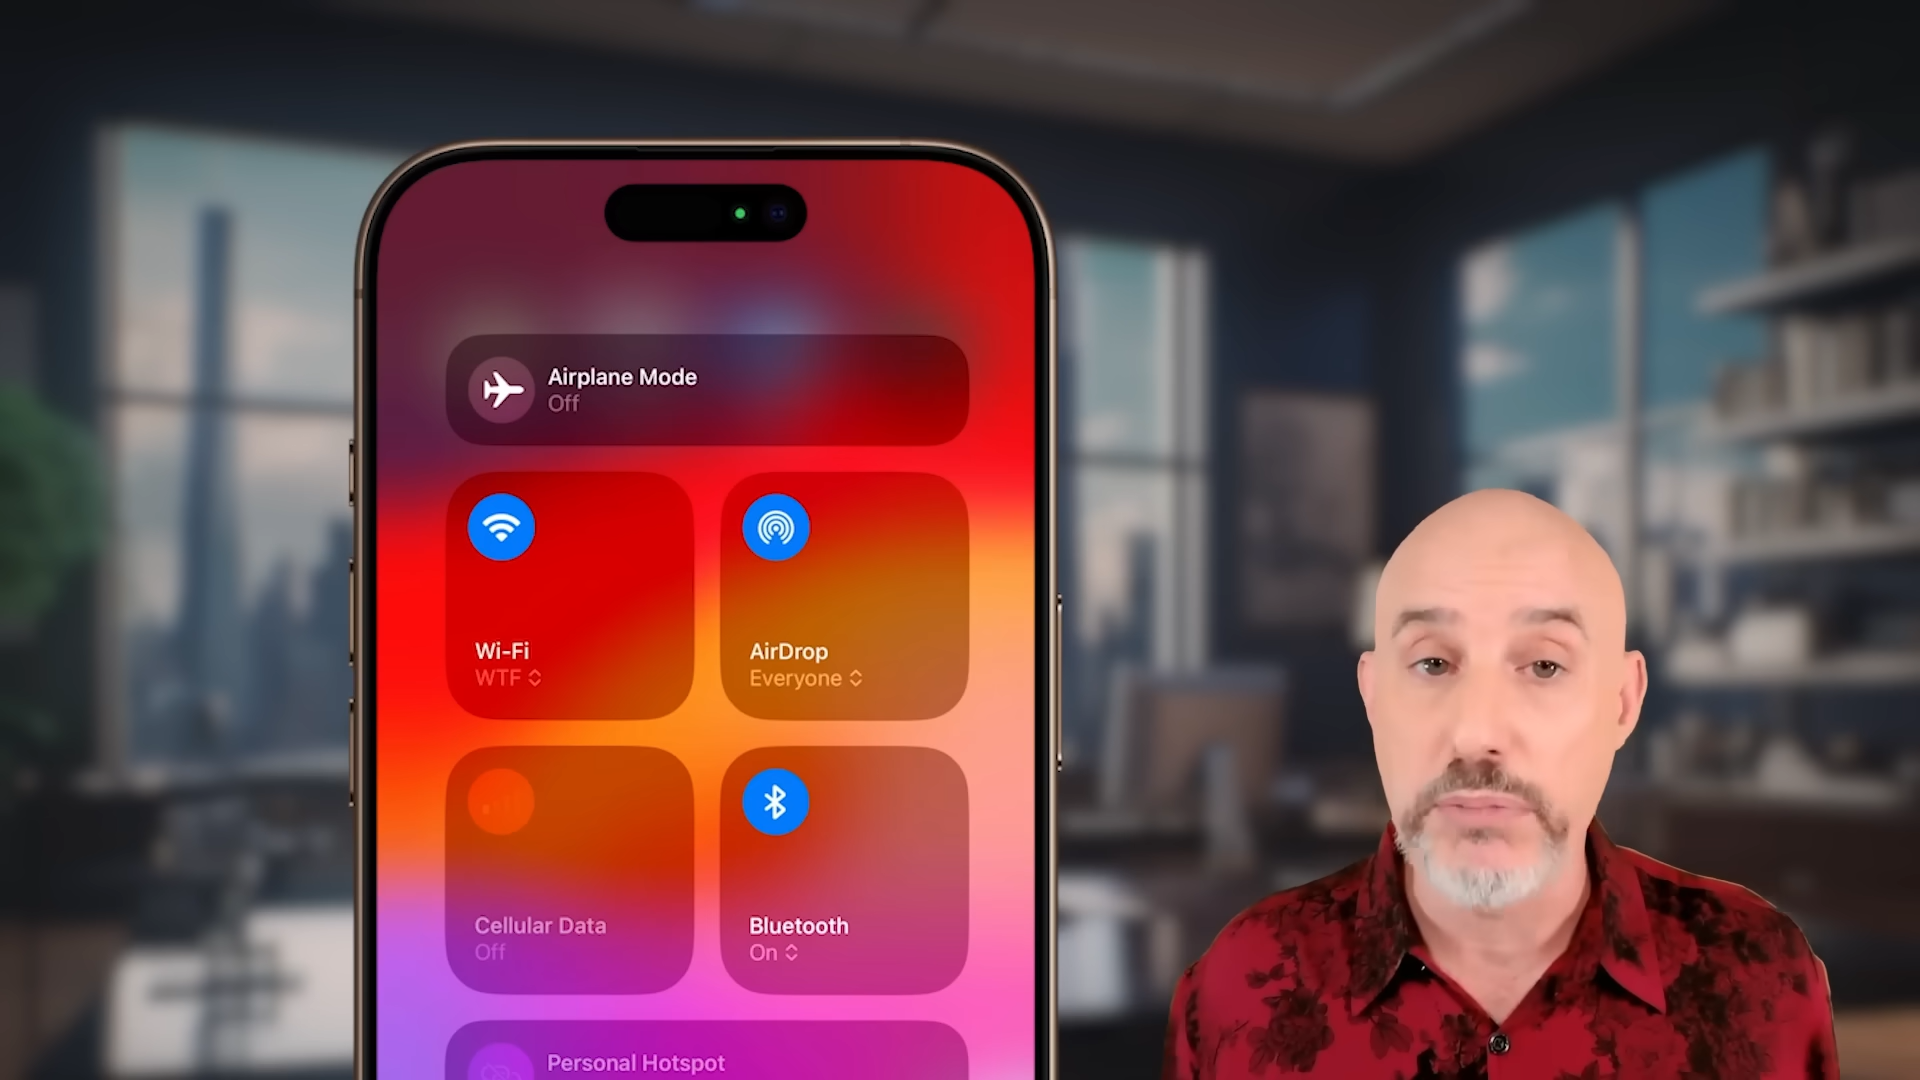 Airplane Mode
Off
Wi-Fi
WTF
AirDrop
Everyone
Cellular Data
Off
Bluetooth
On
Personal Hotspot